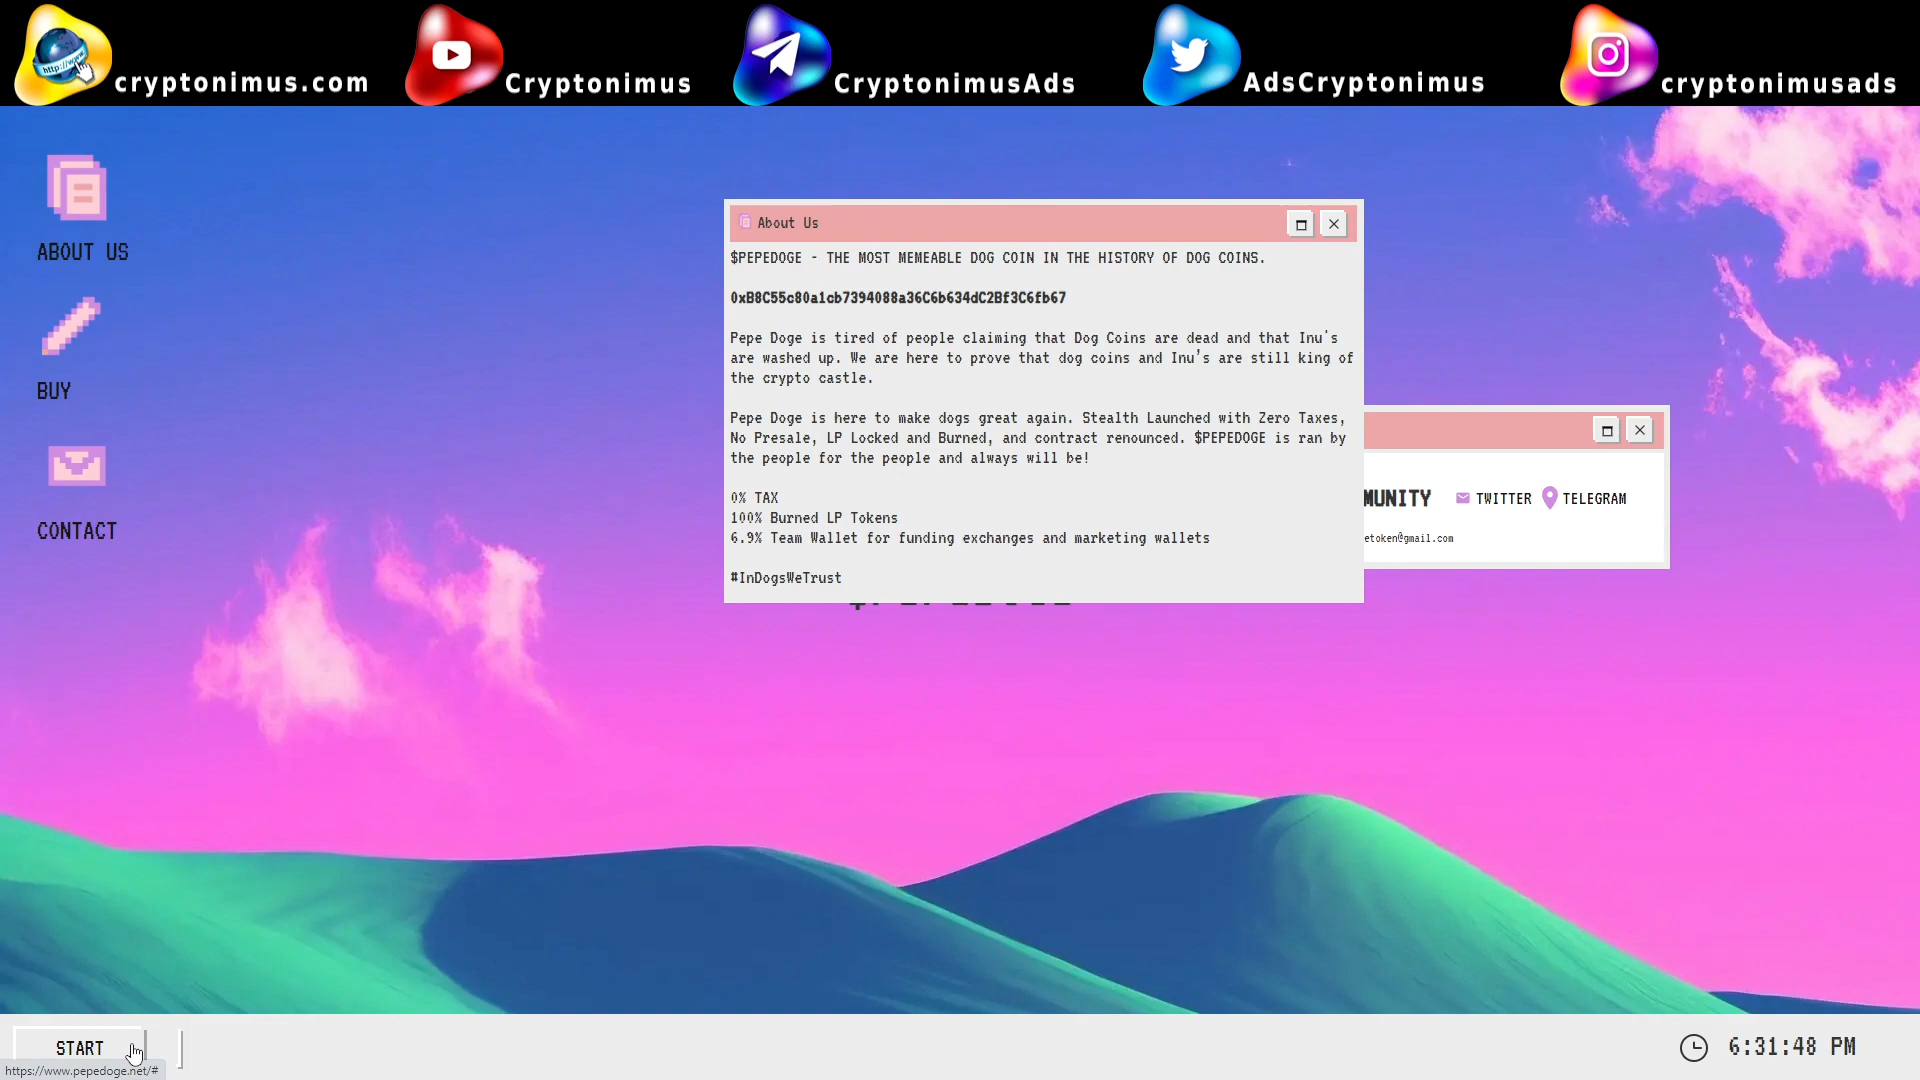 cryptonimus.com
Cryptonimus
CryptonimusAds
AdsCryptonimus
cryptonimusads
http://www
ABOUT US
BUY
CONTACT
About Us
$PEPEDOGE - THE MOST MEMEABLE DOG COIN IN THE HISTORY OF DOG COINS.
0xB8C55c80a1cb7394088a36C6b634dC2Bf3C6fb67
Pepe Doge is tired of people claiming that Dog Coins are dead and that Inu's
are washed up. We are here to prove that dog coins and Inu's are still king of
the crypto castle.
Pepe Doge is here to make dogs great again. Stealth Launched with Zero Taxes,
No Presale, LP Locked and Burned, and contract renounced. $PEPEDOGE is ran by
the people for the people and always will be!
0% TAX
100% Burned LP Tokens
6.9% Team Wallet for funding exchanges and marketing wallets
#InDogsWeTrust
MUNITY
TWITTER
TELEGRAM
etoken@gmail.com
START
https://www.pepedoge.net/#
6:31:48 PM